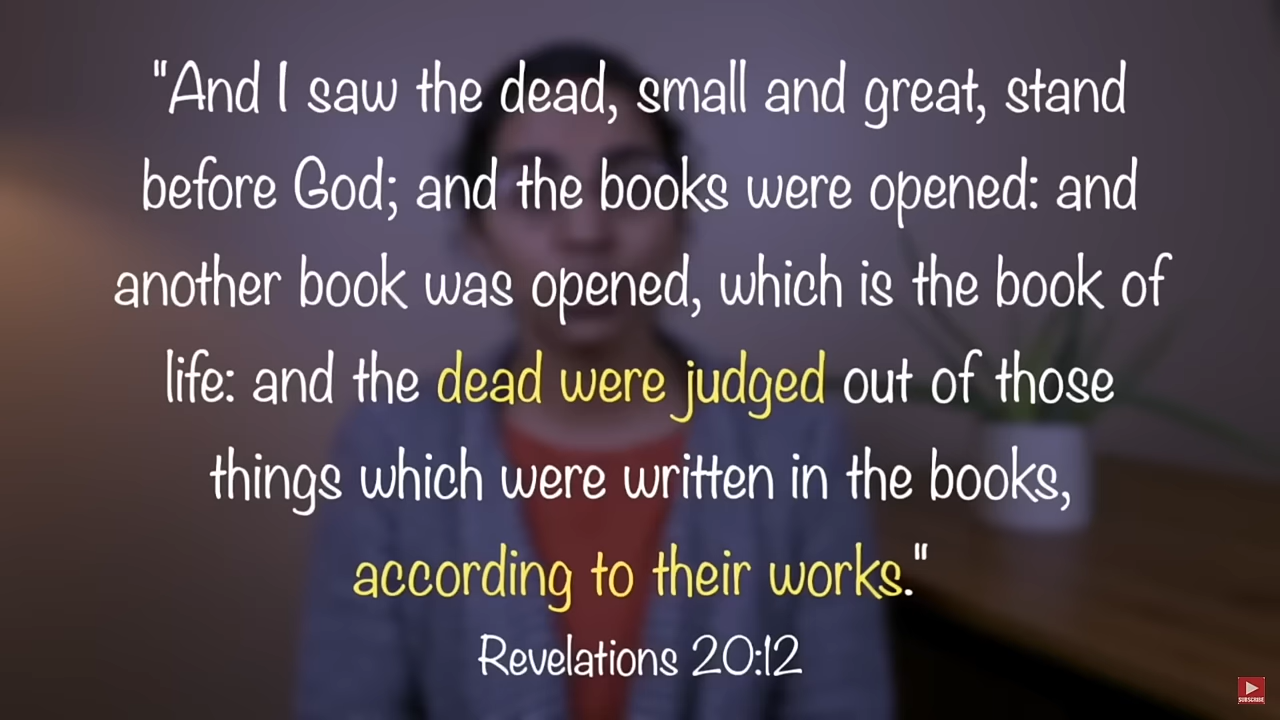 "And I saw the dead, small and great, stand
before God; and the books were opened: and
another book was opened, which is the book of
life: and the dead were judged out of those
things which were written in the books,
according to their works."
Revelations 20:12
SUBSCRIBE